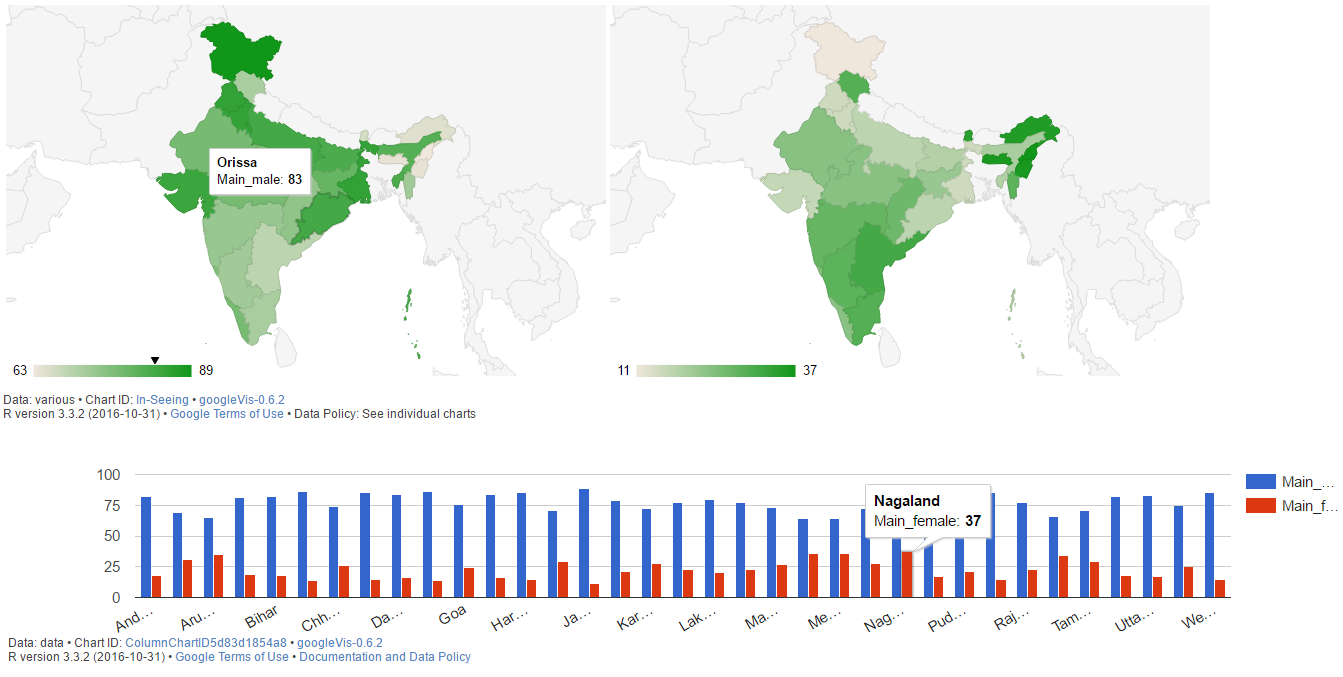 Orissa
Main_male: 83
63
89
11
37
Data: various • Chart ID: In-Seeing • googleVis-0.6.2
R version 3.3.2 (2016-10-31) • Google Terms of Use • Data Policy: See individual charts
100
75
50
25
0
Main_...
Main_f...
Nagaland
Main_female: 37
And...
Aru...
Bihar
Chh...
Da...
Goa
Har...
Ja...
Kar...
Lak...
Ma...
Me...
Nag...
Pud...
Raj...
Tam...
Utta...
We...
Data: data • Chart ID: ColumnChartID5d83d1854a8 • googleVis-0.6.2
R version 3.3.2 (2016-10-31) • Google Terms of Use • Documentation and Data Policy